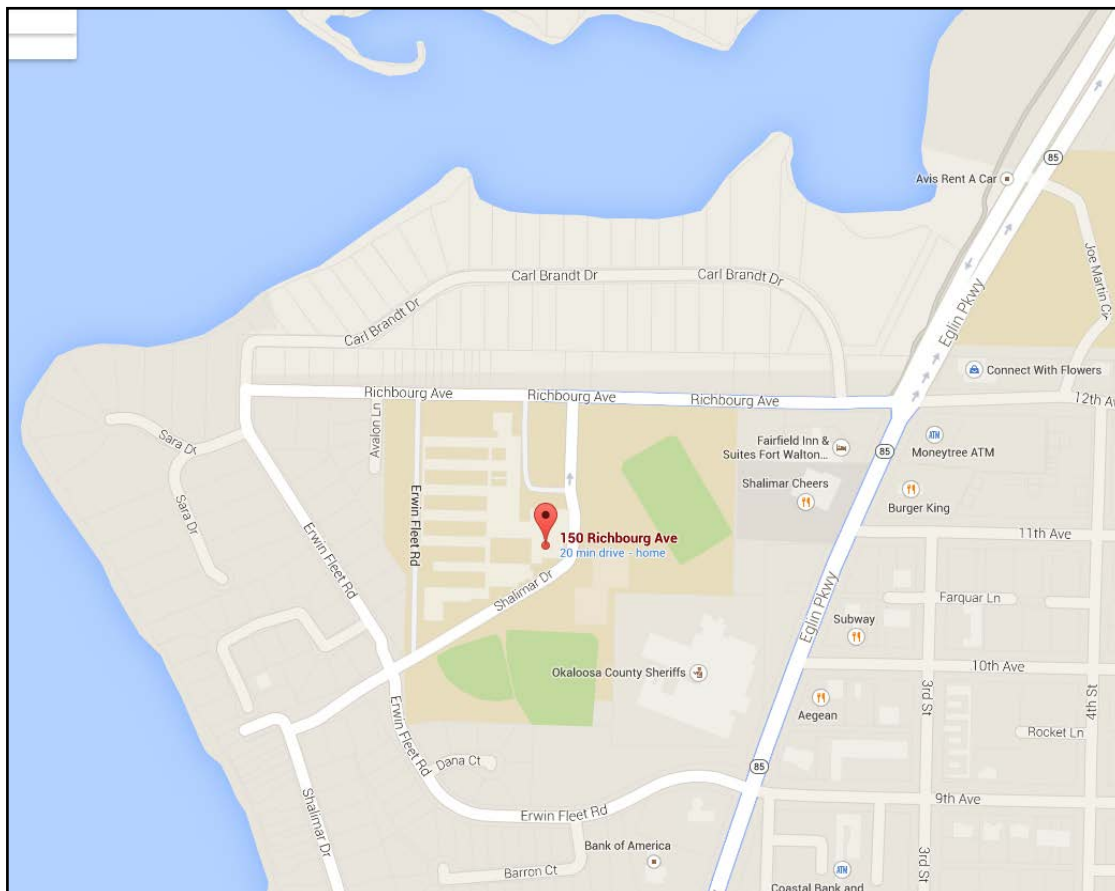 85
Avis Rent A Car
Joe Martin Cir
Eglin Pkwy
Carl Brandt Dr
Carl Brandt Dr
Carl Brandt Dr
Connect With Flowers
Richbourg Ave
Richbourg Ave
Richbourg Ave
12th Av
Avalon Ln
Sara Dr
Sara Dr
Erwin Fleet Rd
Erwin Fleet Rd
Fairfield Inn &
Suites Fort Walton...
85
ATM
Moneytree ATM
Shalimar Cheers
Burger King
150 Richbourg Ave
20 min drive - home
11th Ave
Shalimar Dr
Farquar Ln
Eglin Pkwy
Subway
Okaloosa County Sheriffs
10th Ave
3rd St
4th St
Aegean
Rocket Ln
Erwin Fleet Rd
Dana Ct
85
Shalimar Dr
Erwin Fleet Rd
9th Ave
Bank of America
3rd St
Barron Ct
ATM
Coastal Bank and